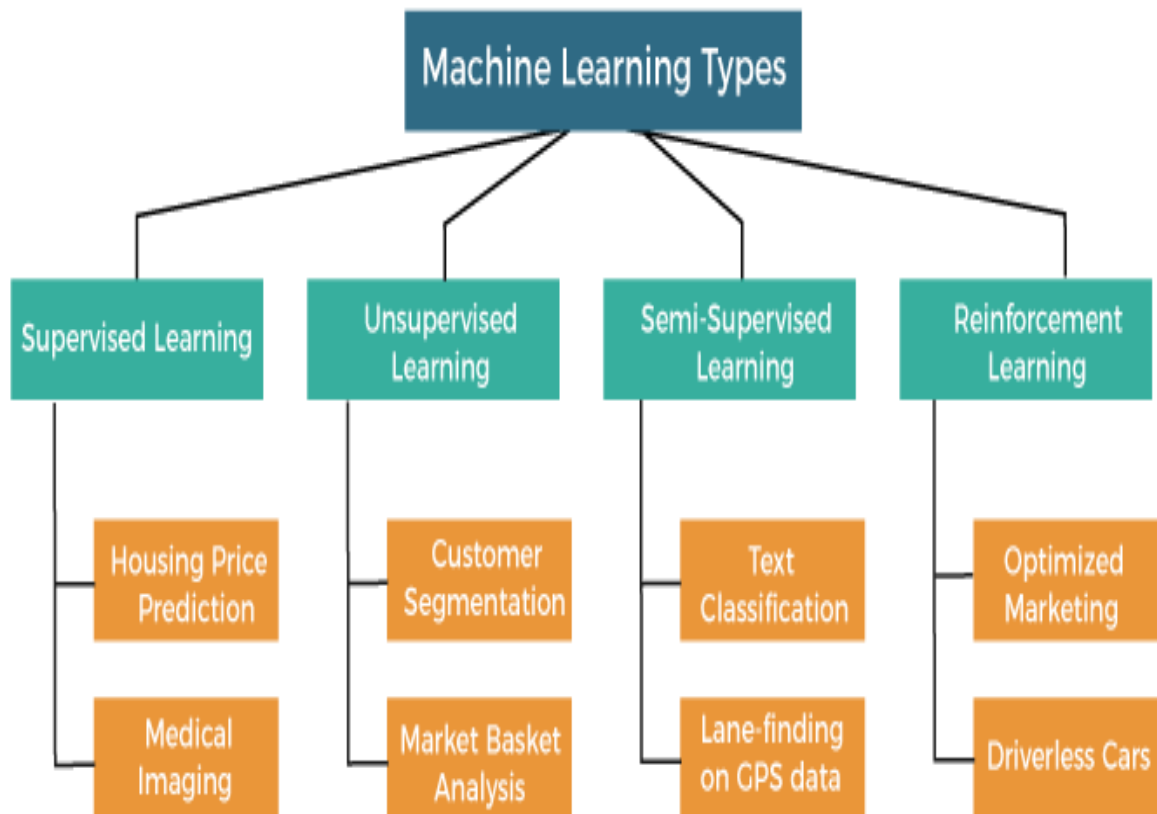 Machine Learning Types
Supervised Learning
Unsupervised
Learning
Semi-Supervised
Learning
Reinforcement
Learning
Housing Price
Prediction
Customer
Segmentation
Text
Classification
Optimized
Marketing
Medical
Imaging
Market Basket
Analysis
Lane-finding
on GPS data
Driverless Cars